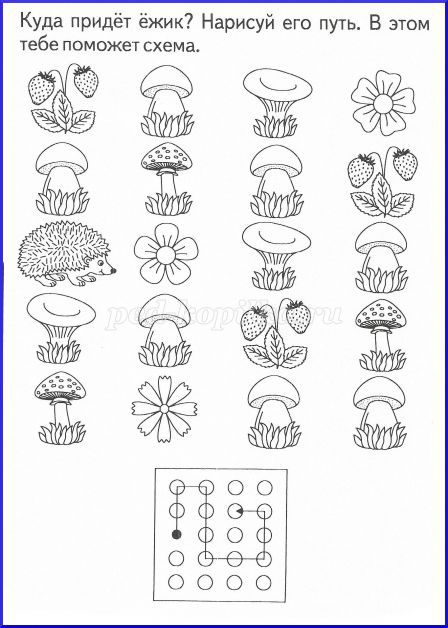 Куда придёт ёжик? Нарисуй его путь. В этом
тебе поможет схема.